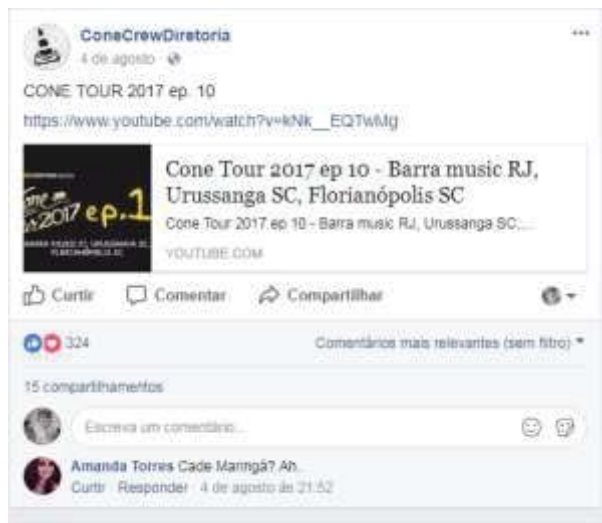 ConeCrewDiretoria
4 de agosto
CONE TOUR 2017 ep. 10
https://www.youtube.com/watch?v=kNk__EQTwMg
Cone Tour 2017 ep 10 - Barra music RJ,
Urussanga SC, Florianópolis SC
Cone Tour 2017 ep 10 - Barra music RJ, Urussanga SC,...
YOUTUBE.COM
2017 ep.1
Curtir Comentar Compartilhar
324 Comentários mais relevantes (sem filtro)
15 compartilhamentos
Escreva um comentário...
Amanda Torres Cade Maringá? Ah..
Curtir Responder 4 de agosto às 21:52